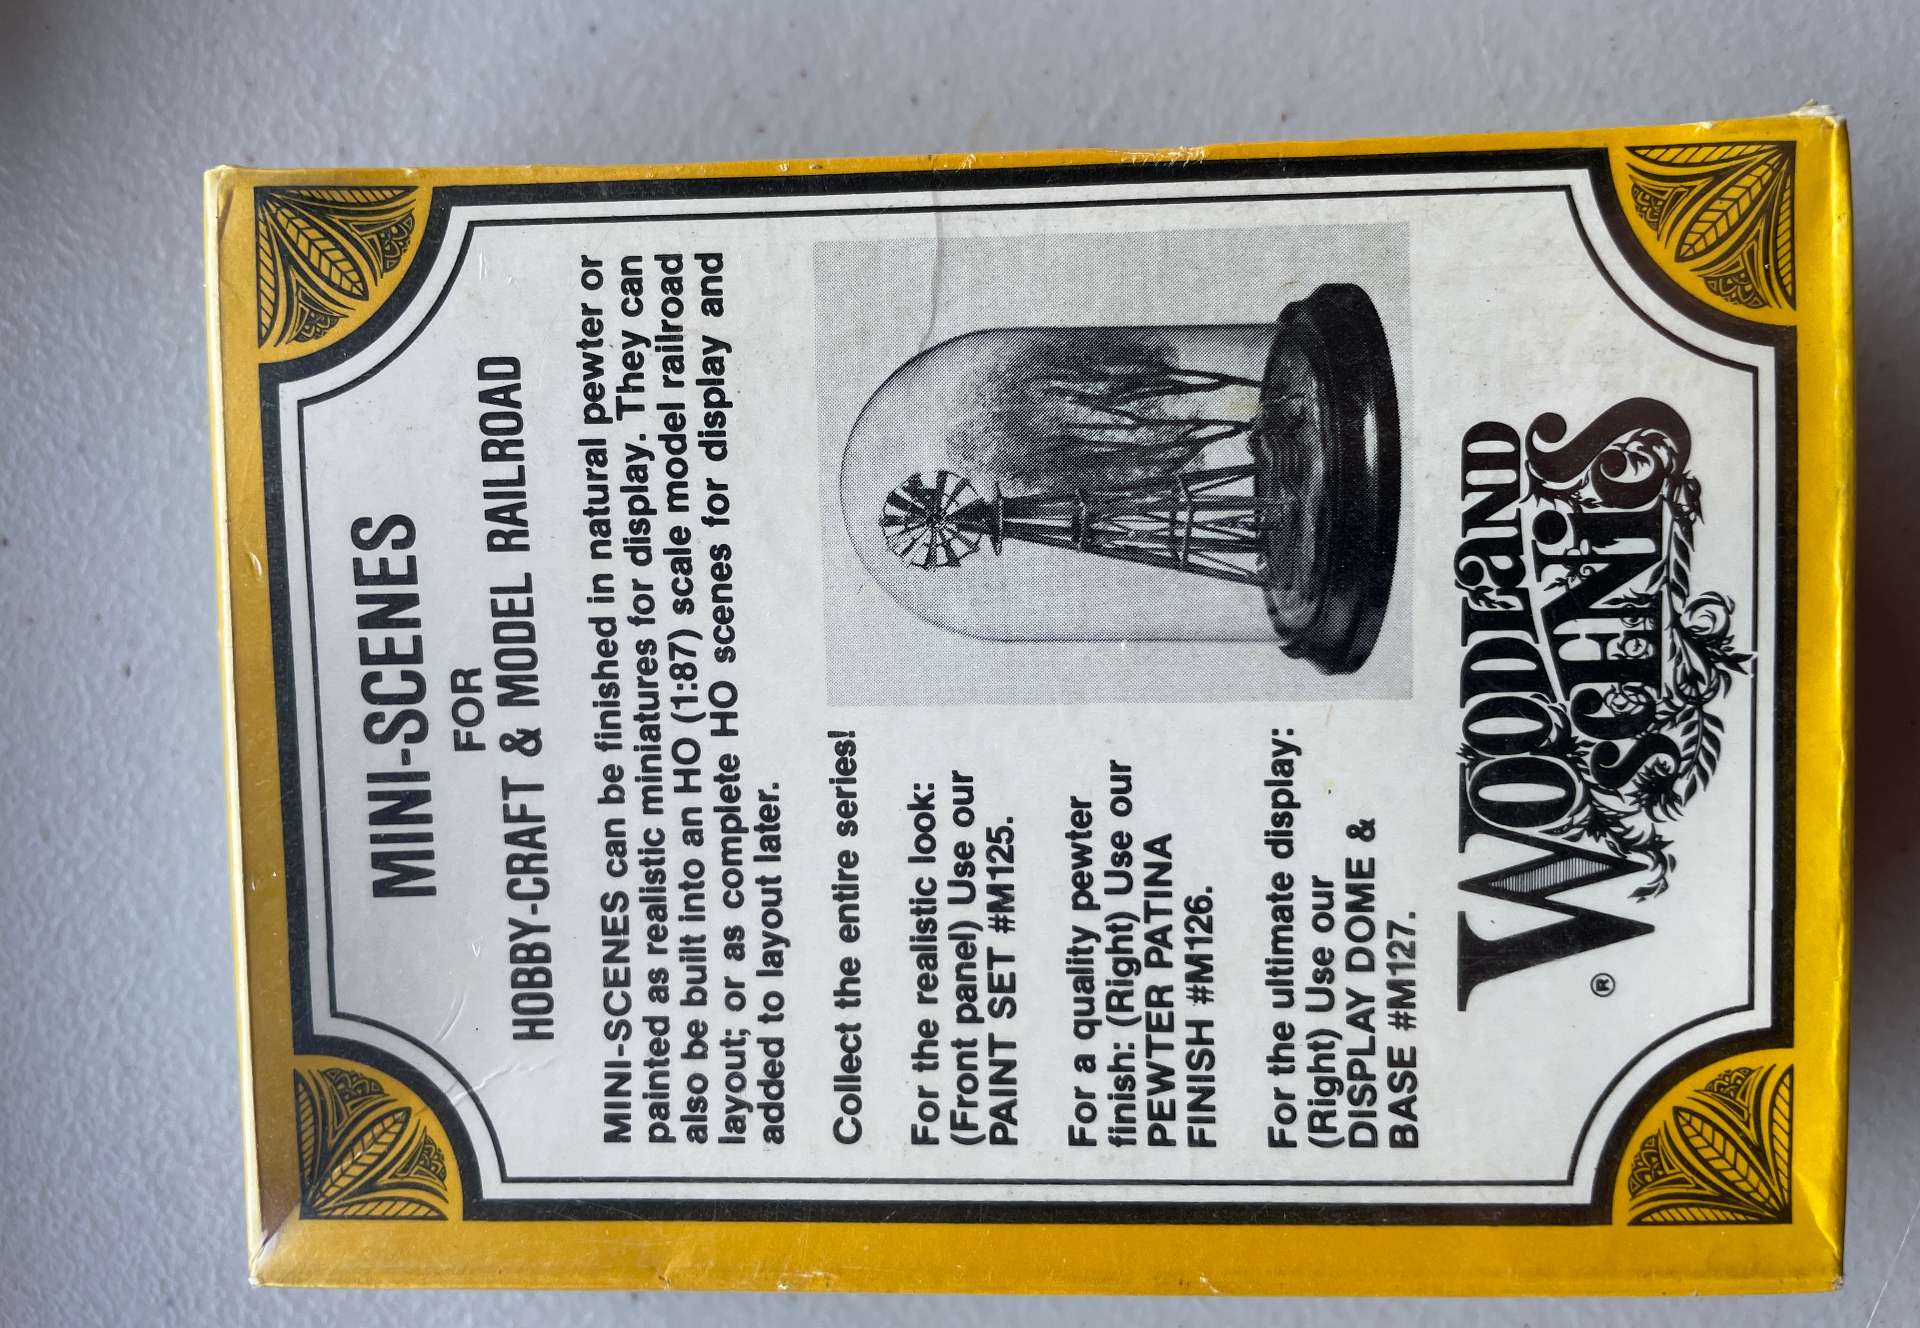 MINI-SCENES
FOR
HOBBY-CRAFT & MODEL RAILROAD
MINI-SCENES can be finished in natural pewter or
painted as realistic miniatures for display. They can
also be built into an HO (1:87) scale model railroad
layout; or as complete HO scenes for display and
added to layout later.
Collect the entire series!
For the realistic look:
(Front panel) Use our
PAINT SET #M125.
For a quality pewter
finish: (Right) Use our
PEWTER PATINA
FINISH #M126.
For the ultimate display:
(Right) Use our
DISPLAY DOME &
BASE #M127.
WOODLAND
SCENICS
®